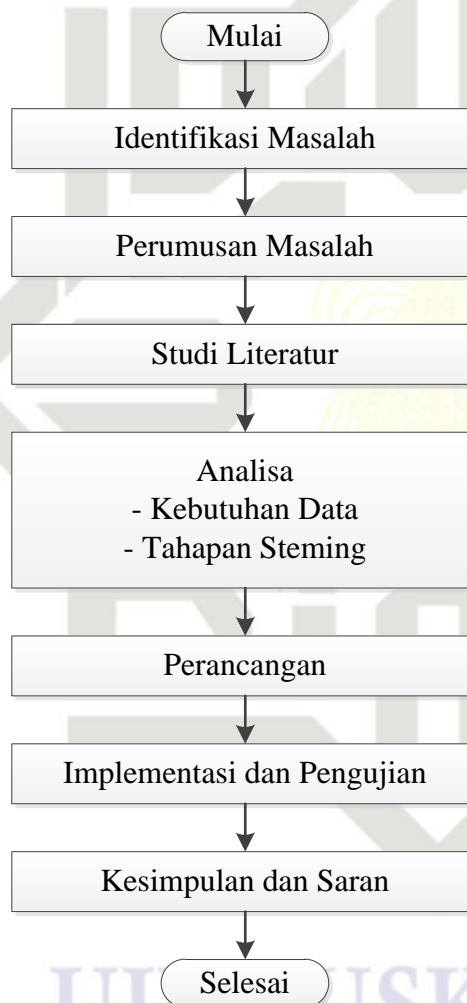 Mulai
Identifikasi Masalah
Perumusan Masalah
Studi Literatur
Analisa
- Kebutuhan Data
- Tahapan Steming
Perancangan
Implementasi dan Pengujian
Kesimpulan dan Saran
Selesai